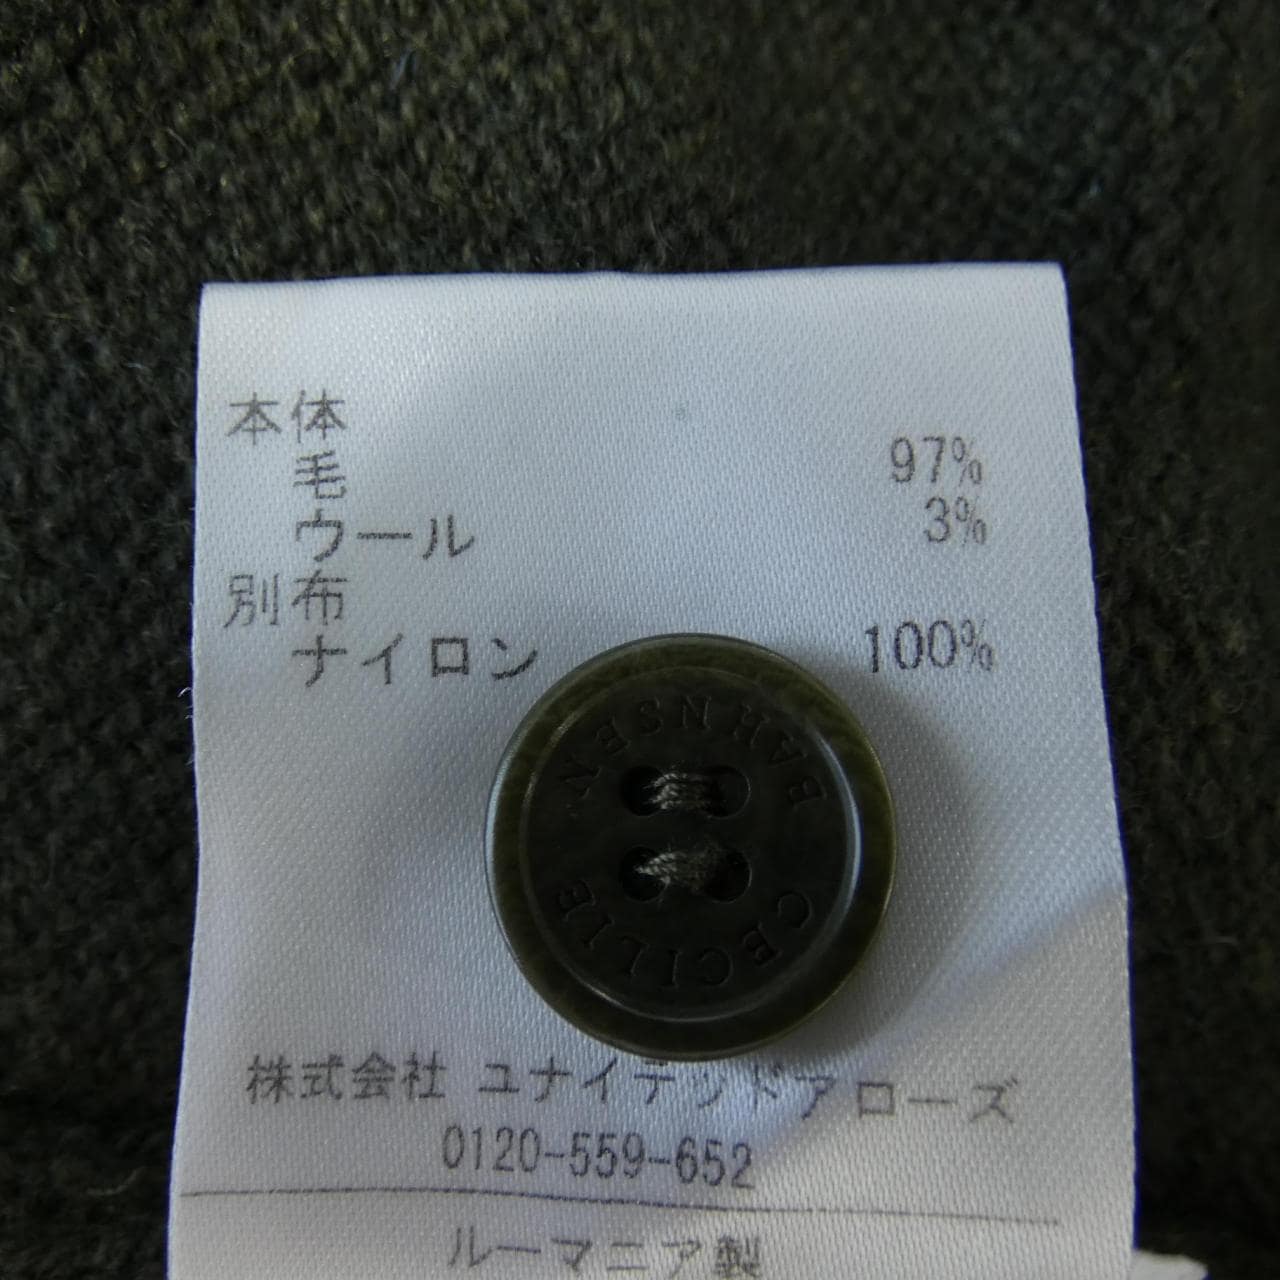 本体
毛 97%
ウール 3%
別布
ナイロン 100%
CECILIE
BAHNSEN
株式会社 ユナイテッドアローズ
0120-559-652
ルーマニア製